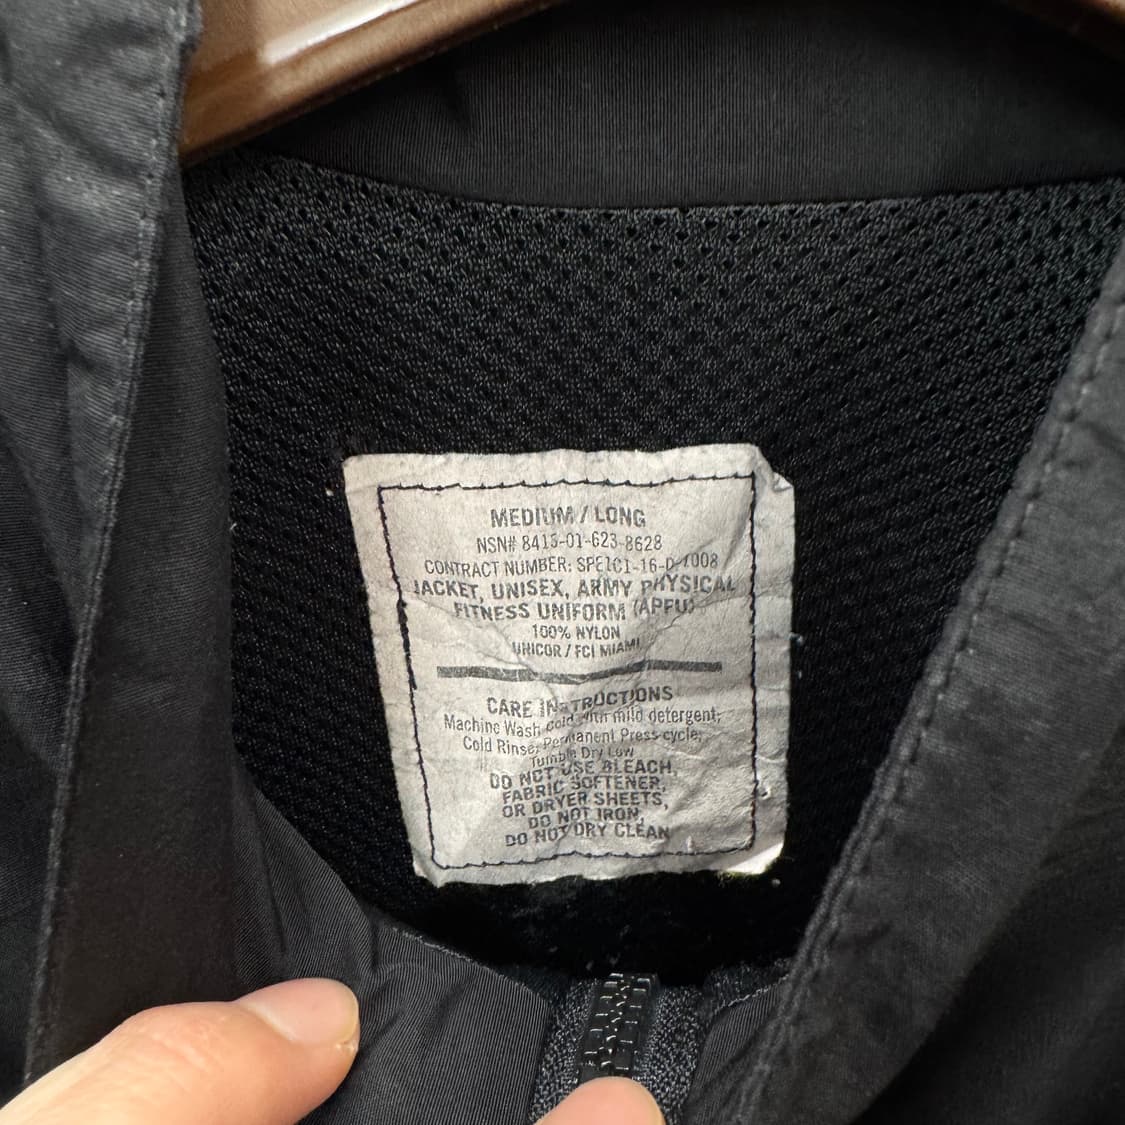 MEDIUM / LONG
NSN# 8415-01-623-8628
CONTRACT NUMBER: SPE1C1-16-D-1008
JACKET, UNISEX, ARMY PHYSICAL
FITNESS UNIFORM (APFU)
100% NYLON
UNICOR / FCI MIAMI
CARE INSTRUCTIONS
Machine Wash Cold with mild detergent;
Cold Rinse; Permanent Press cycle;
Tumble Dry Low
DO NOT USE BLEACH,
FABRIC SOFTENER,
OR DRYER SHEETS,
DO NOT IRON,
DO NOT DRY CLEAN